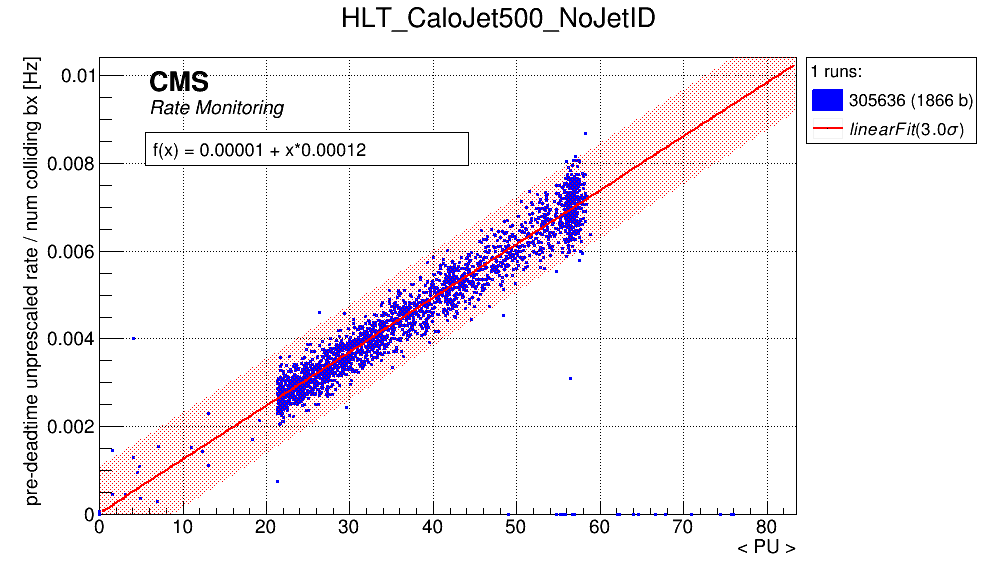 HLT_CaloJet500_NoJetID
pre-deadtime unprescaled rate / num colliding bx [Hz]
CMS
Rate Monitoring
f(x) = 0.00001 + x*0.00012
1 runs:
305636 (1866 b)
linearFit(3.0σ)
0.01
0.008
0.006
0.004
0.002
0
0 10 20 30 40 50 60 70 80
< PU >